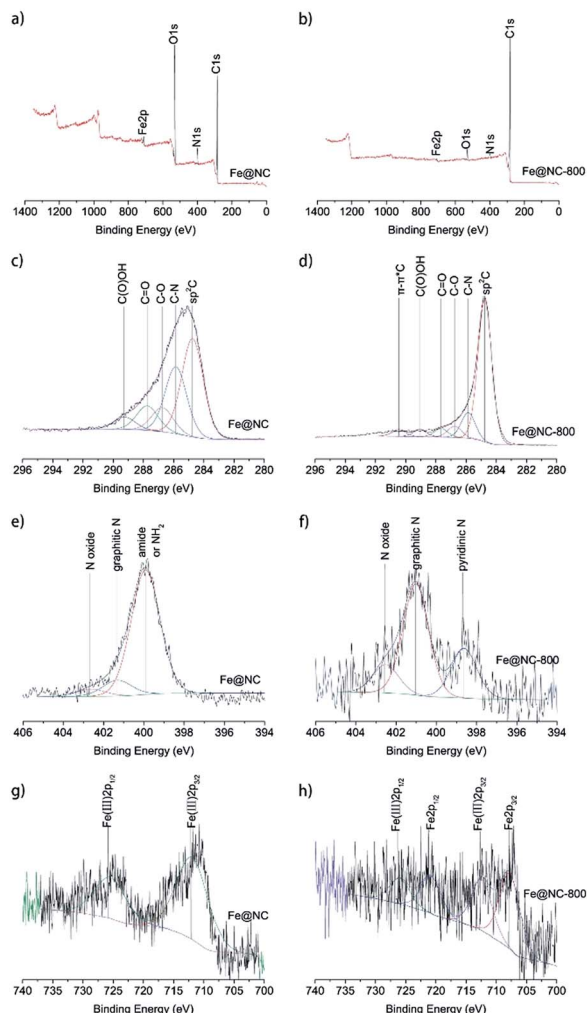 a)
O1s
C1s
Fe2p
N1s
Fe@NC
1400 1200 1000 800 600 400 200 0
Binding Energy (eV)
b)
C1s
Fe2p
O1s
N1s
Fe@NC-800
1400 1200 1000 800 600 400 200 0
Binding Energy (eV)
c)
C(O)OH
C=O
C-O
C-N
sp²C
Fe@NC
296 294 292 290 288 286 284 282 280
Binding Energy (eV)
d)
π-π*C
C(O)OH
C=O
C-O
C-N
sp²C
Fe@NC-800
296 294 292 290 288 286 284 282 280
Binding Energy (eV)
e)
N oxide
graphitic N
amide
or NH₂
Fe@NC
406 404 402 400 398 396 394
Binding Energy (eV)
f)
N oxide
graphitic N
pyridinic N
Fe@NC-800
406 404 402 400 398 396 394
Binding Energy (eV)
g)
Fe(III)2p₁/₂
Fe(III)2p₃/₂
Fe@NC
740 735 730 725 720 715 710 705 700
Binding Energy (eV)
h)
Fe(III)2p₁/₂
Fe2p₁/₂
Fe(III)2p₃/₂
Fe2p₃/₂
Fe@NC-800
740 735 730 725 720 715 710 705 700
Binding Energy (eV)